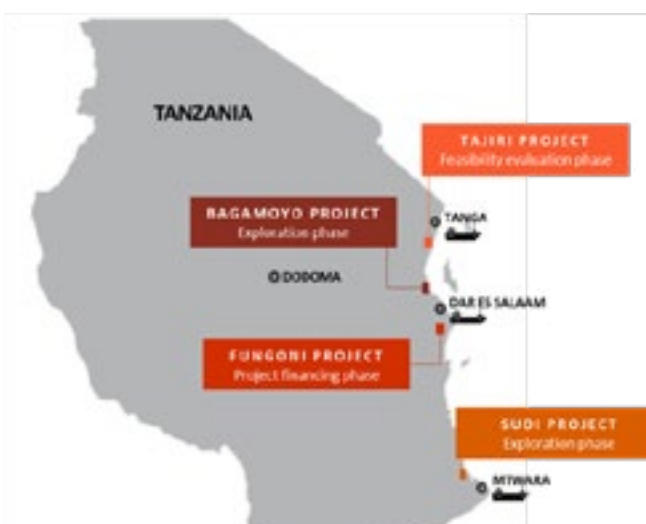 TANZANIA
TAJIRI PROJECT
Feasibility evaluation phase
BAGAMOYO PROJECT
Exploration phase
TANGA
DODOMA
DAR ES SALAAM
FUNGONI PROJECT
Project financing phase
SUDI PROJECT
Exploration phase
MTWARA